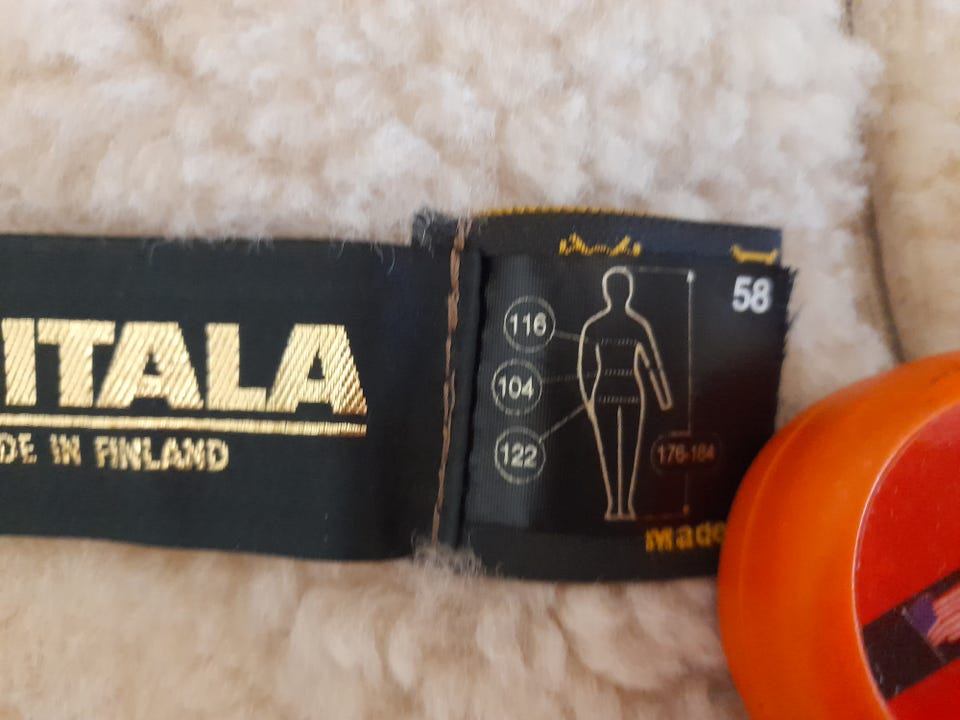 ITALA
DE IN FINLAND
58
116
104
122
176-184
Made